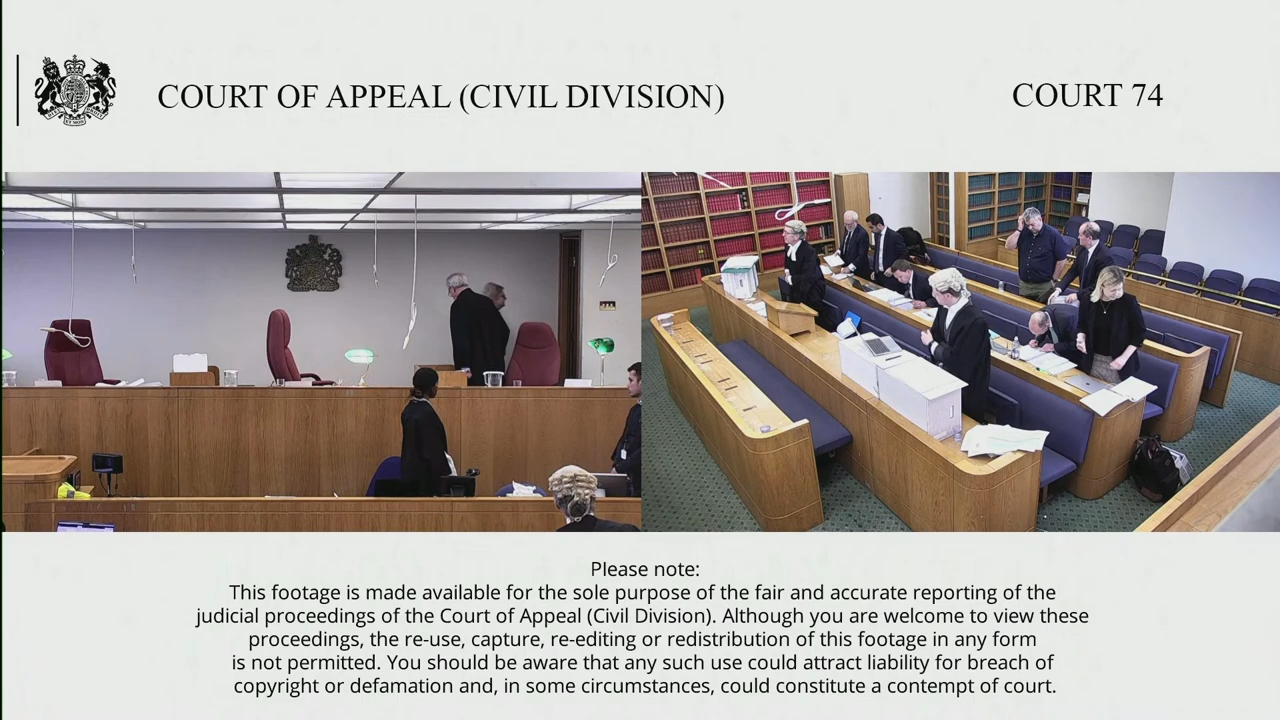 COURT OF APPEAL (CIVIL DIVISION)
COURT 74
Please note:
This footage is made available for the sole purpose of the fair and accurate reporting of the
judicial proceedings of the Court of Appeal (Civil Division). Although you are welcome to view these
proceedings, the re-use, capture, re-editing or redistribution of this footage in any form
is not permitted. You should be aware that any such use could attract liability for breach of
copyright or defamation and, in some circumstances, could constitute a contempt of court.